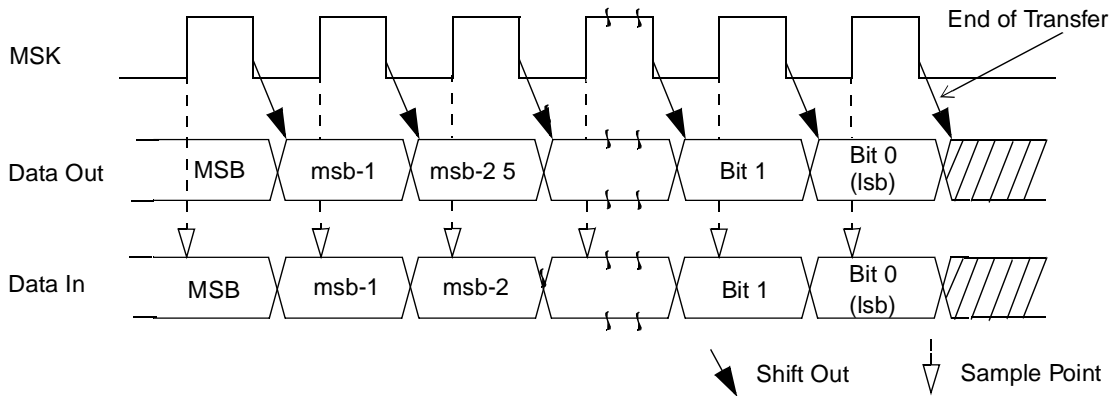 End of Transfer
MSK
Data Out
MSB
msb-1
msb-2 5
Bit 1
Bit 0
(lsb)
Data In
MSB
msb-1
msb-2
Bit 1
Bit 0
(lsb)
Shift Out
Sample Point